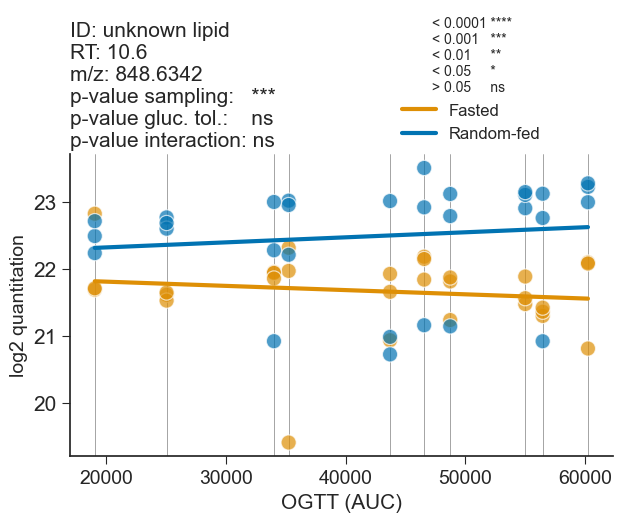 ID: unknown lipid
RT: 10.6
m/z: 848.6342
p-value sampling: ***
p-value gluc. tol.: ns
p-value interaction: ns
< 0.0001 ****
< 0.001 ***
< 0.01 **
< 0.05 *
> 0.05 ns
Fasted
Random-fed
log2 quantitation
23
22
21
20
20000 30000 40000 50000 60000
OGTT (AUC)